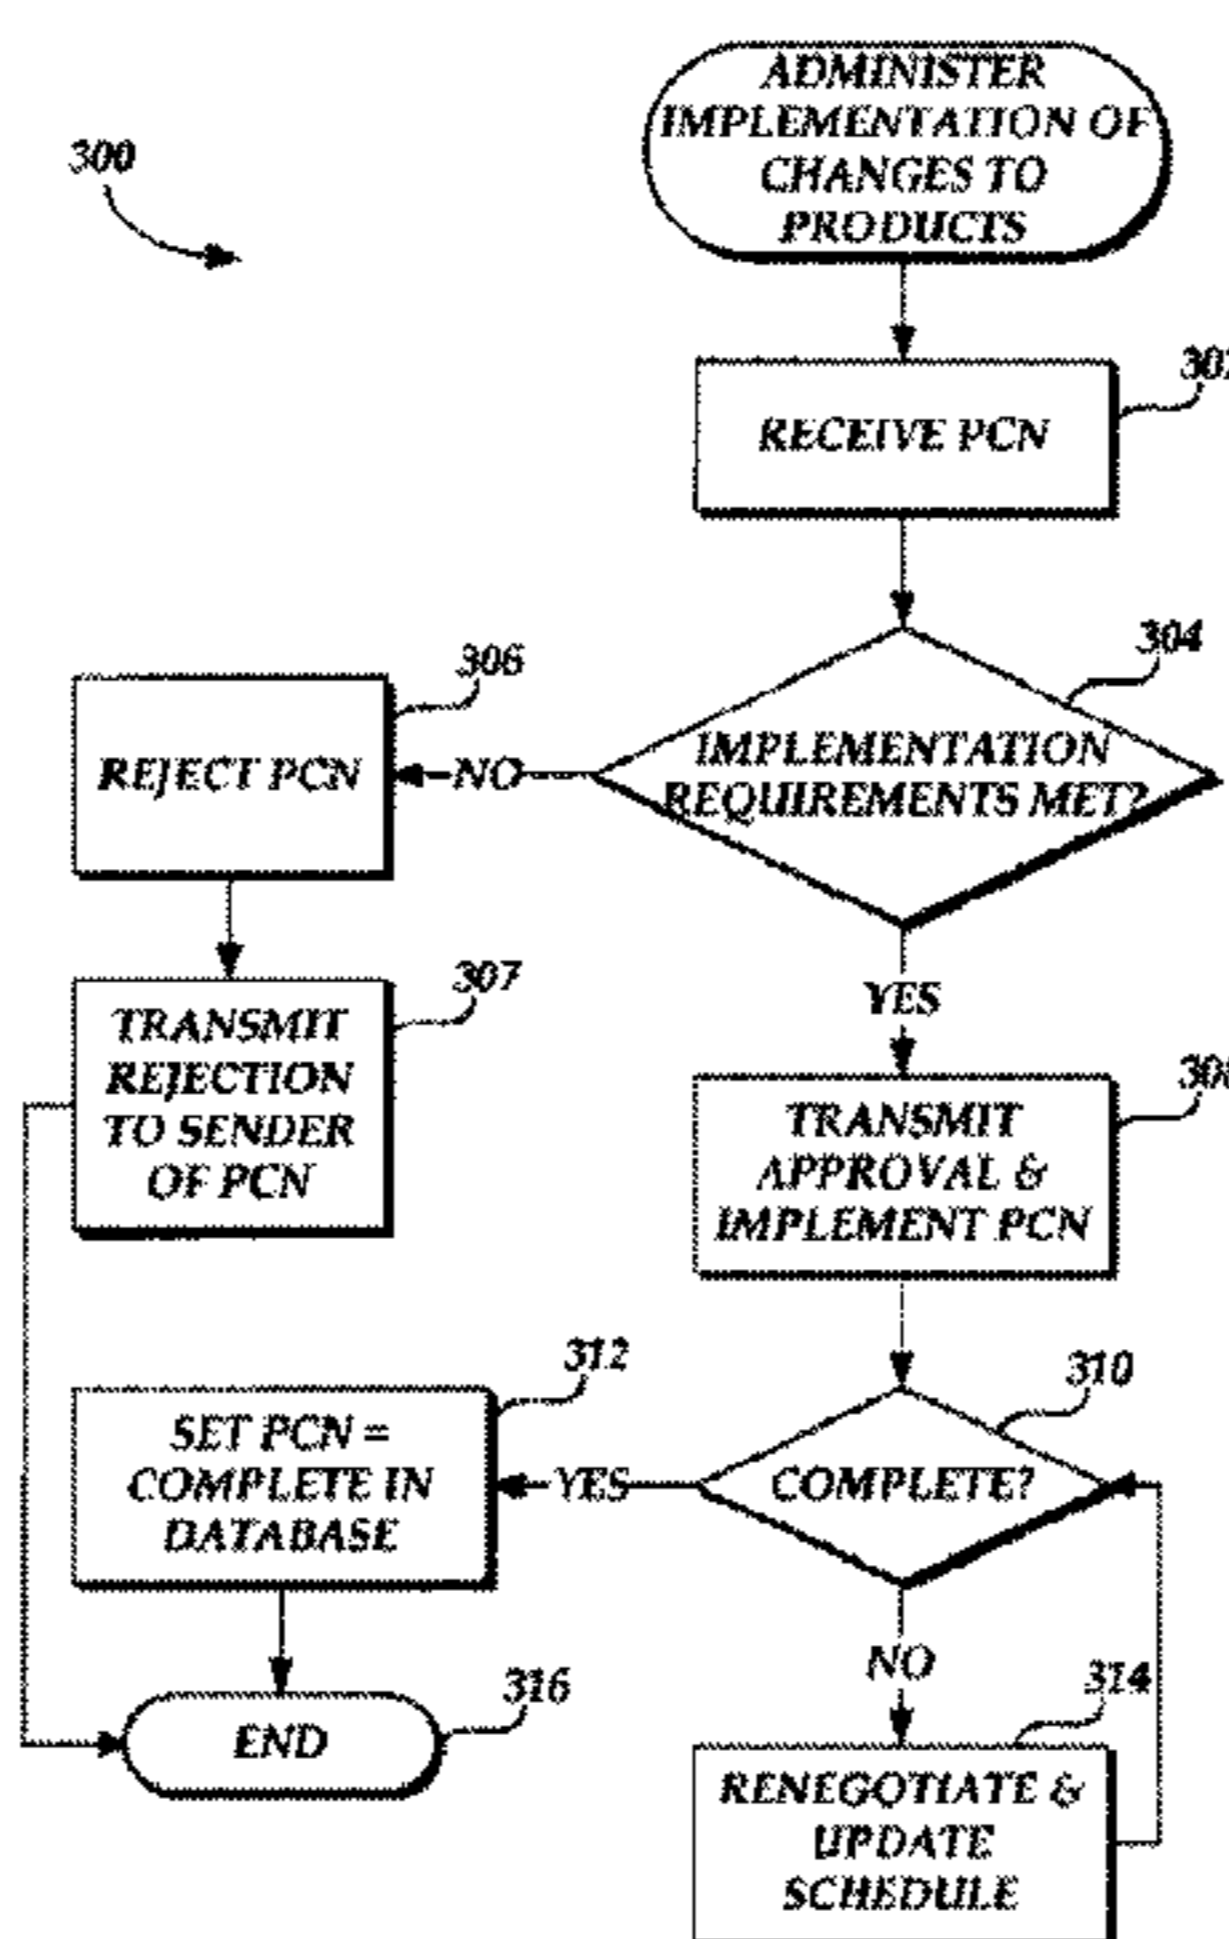 300
ADMINISTER
IMPLEMENTATION OF
CHANGES TO
PRODUCTS
RECEIVE PCN
304
IMPLEMENTATION
REQUIREMENTS MET?
NO
306
REJECT PCN
307
TRANSMIT
REJECTION
TO SENDER
OF PCN
YES
TRANSMIT
APPROVAL &
IMPLEMENT PCN
310
COMPLETE?
YES
312
SET PCN =
COMPLETE IN
DATABASE
316
END
NO
314
RENEGOTIATE &
UPDATE
SCHEDULE